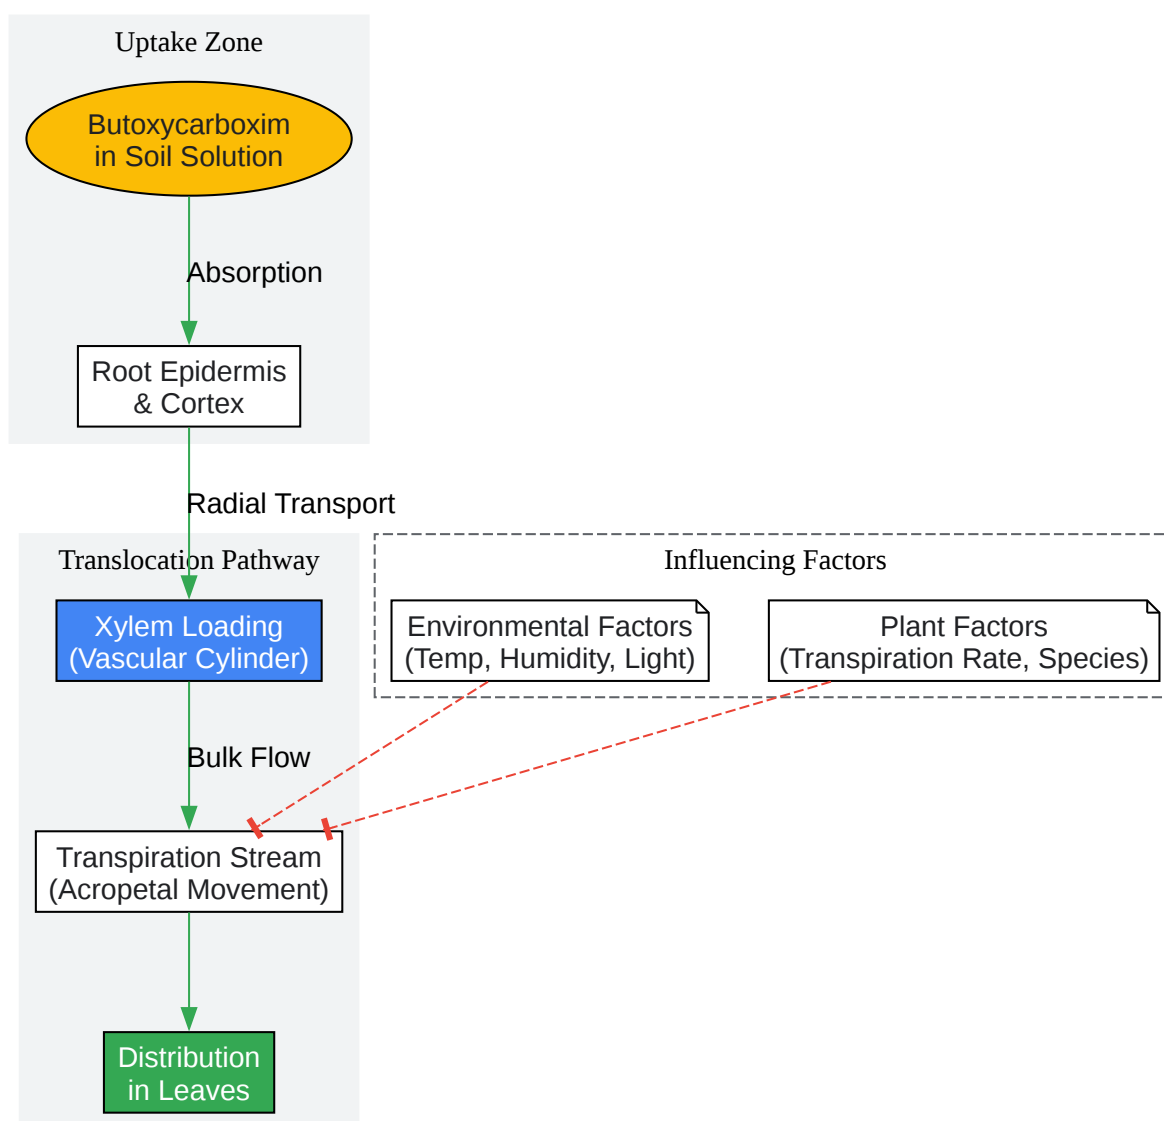 Uptake Zone
Butoxycarboxim
in Soil Solution
Absorption
Root Epidermis
& Cortex
Radial Transport
Translocation Pathway
Influencing Factors
Xylem Loading
(Vascular Cylinder)
Environmental Factors
(Temp, Humidity, Light)
Plant Factors
(Transpiration Rate, Species)
Bulk Flow
Transpiration Stream
(Acropetal Movement)
Distribution
in Leaves